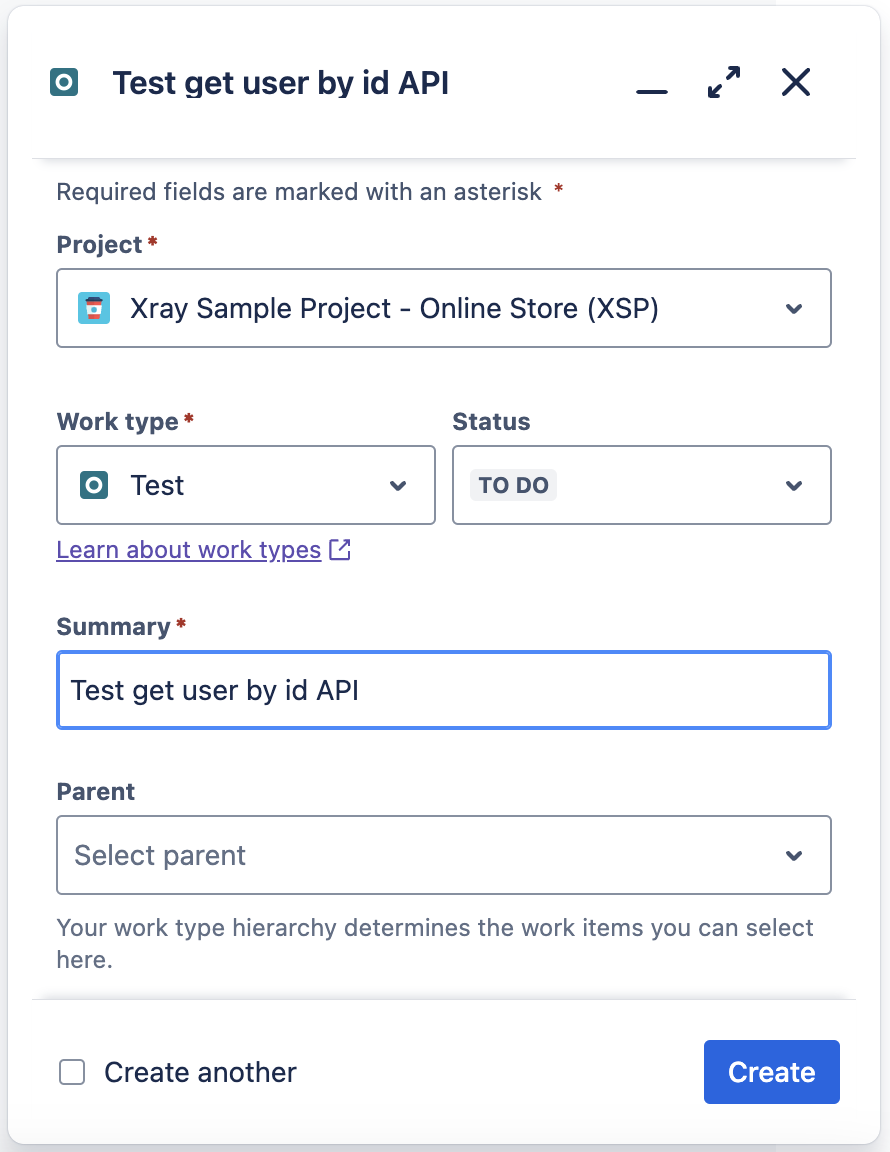 Test get user by id API
Required fields are marked with an asterisk *
Project *
Xray Sample Project - Online Store (XSP)
Work type *
Status
Test
TO DO
Learn about work types
Summary *
Test get user by id API
Parent
Select parent
Your work type hierarchy determines the work items you can select
here.
Create another
Create